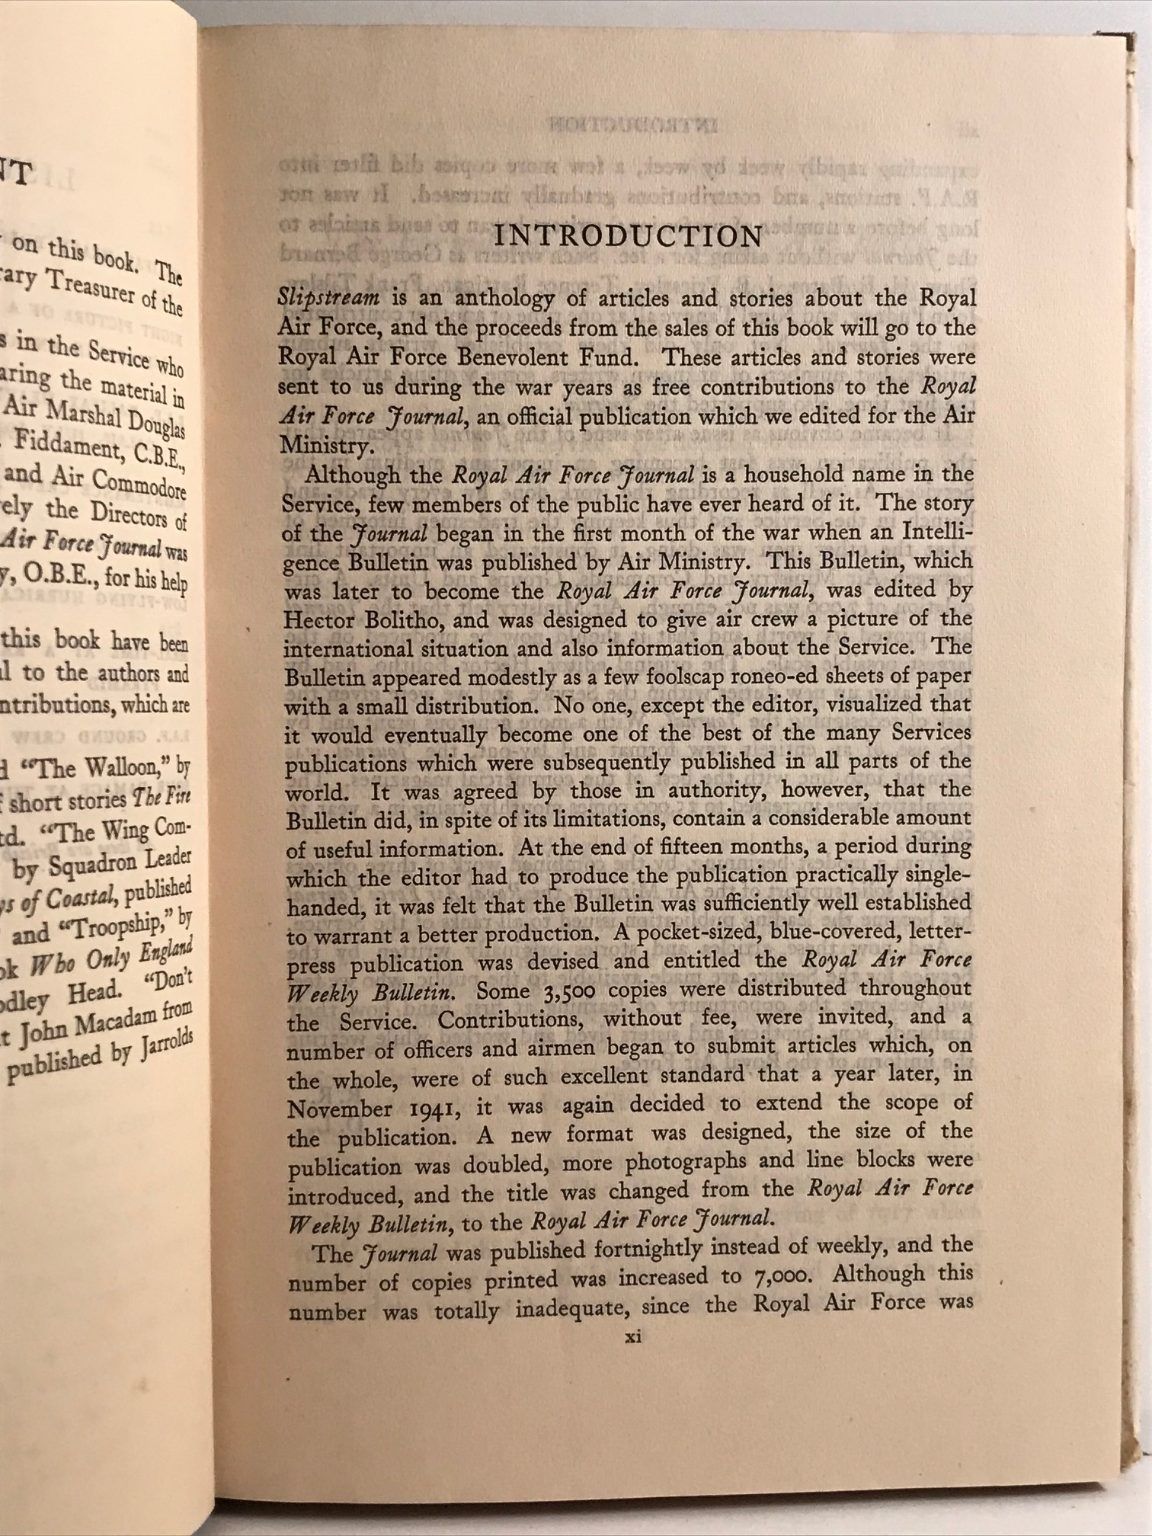 NT
on this book. The
rary Treasurer of the
s in the Service who
aring the material in
Air Marshal Douglas
Fiddament, C.B.E.,
and Air Commodore
ely the Directors of
Air Force Journal was
y, O.B.E., for his help
this book have been
l to the authors and
ntributions, which are
d “The Walloon,” by
f short stories The Fire
td. “The Wing Com-
by Squadron Leader
ys of Coastal, published
and “Troopship,” by
ok Who Only England
odley Head. “Don’t
t John Macadam from
published by Jarrolds
INTRODUCTION
Slipstream is an anthology of articles and stories about the Royal
Air Force, and the proceeds from the sales of this book will go to the
Royal Air Force Benevolent Fund. These articles and stories were
sent to us during the war years as free contributions to the Royal
Air Force Journal, an official publication which we edited for the Air
Ministry.
Although the Royal Air Force Journal is a household name in the
Service, few members of the public have ever heard of it. The story
of the Journal began in the first month of the war when an Intelli-
gence Bulletin was published by Air Ministry. This Bulletin, which
was later to become the Royal Air Force Journal, was edited by
Hector Bolitho, and was designed to give air crew a picture of the
international situation and also information about the Service. The
Bulletin appeared modestly as a few foolscap roneo-ed sheets of paper
with a small distribution. No one, except the editor, visualized that
it would eventually become one of the best of the many Services
publications which were subsequently published in all parts of the
world. It was agreed by those in authority, however, that the
Bulletin did, in spite of its limitations, contain a considerable amount
of useful information. At the end of fifteen months, a period during
which the editor had to produce the publication practically single-
handed, it was felt that the Bulletin was sufficiently well established
to warrant a better production. A pocket-sized, blue-covered, letter-
press publication was devised and entitled the Royal Air Force
Weekly Bulletin. Some 3,500 copies were distributed throughout
the Service. Contributions, without fee, were invited, and a
number of officers and airmen began to submit articles which, on
the whole, were of such excellent standard that a year later, in
November 1941, it was again decided to extend the scope of
the publication. A new format was designed, the size of the
publication was doubled, more photographs and line blocks were
introduced, and the title was changed from the Royal Air Force
Weekly Bulletin, to the Royal Air Force Journal.
The Journal was published fortnightly instead of weekly, and the
number of copies printed was increased to 7,000. Although this
number was totally inadequate, since the Royal Air Force was
xi